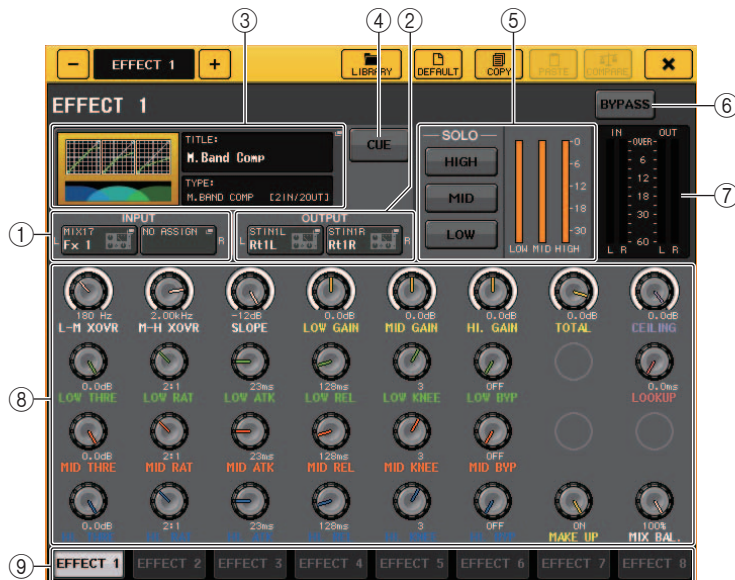 ③ ④ ② ⑤
EFFECT 1 LIBRARY DEFAULT COPY PASTE COMPARE
EFFECT 1 BYPASS ⑥
TITLE:
M.Band Comp
TYPE:
M.BAND COMP [2IN/2OUT]
CUE
SOLO
HIGH
MID
LOW
0
-6
-12
-18
-30
LOW MID HIGH
IN OUT
-OVER-
6
12
18
30
60
L R L R
⑦
① INPUT OUTPUT
L MIX17 NO ASSIGN R L STIN1L STIN1R R
Fx 1 Rt1L Rt1R
⑧
180 Hz 2.00kHz -12dB 0.0dB 0.0dB 0.0dB 0.0dB 0.0dB
L-M XOVR M-H XOVR SLOPE LOW GAIN MID GAIN HI. GAIN TOTAL CEILING
0.0dB 2:1 23ms 128ms 3 OFF 0.0ms
LOW THRE LOW RAT LOW ATK LOW REL LOW KNEE LOW BYP LOOKUP
0.0dB 2:1 23ms 128ms 3 OFF
MID THRE MID RAT MID ATK MID REL MID KNEE MID BYP
0.0dB 2:1 23ms 128ms 3 OFF ON 100%
MAKE UP MIX BAL.
⑨ EFFECT 1 EFFECT 2 EFFECT 3 EFFECT 4 EFFECT 5 EFFECT 6 EFFECT 7 EFFECT 8